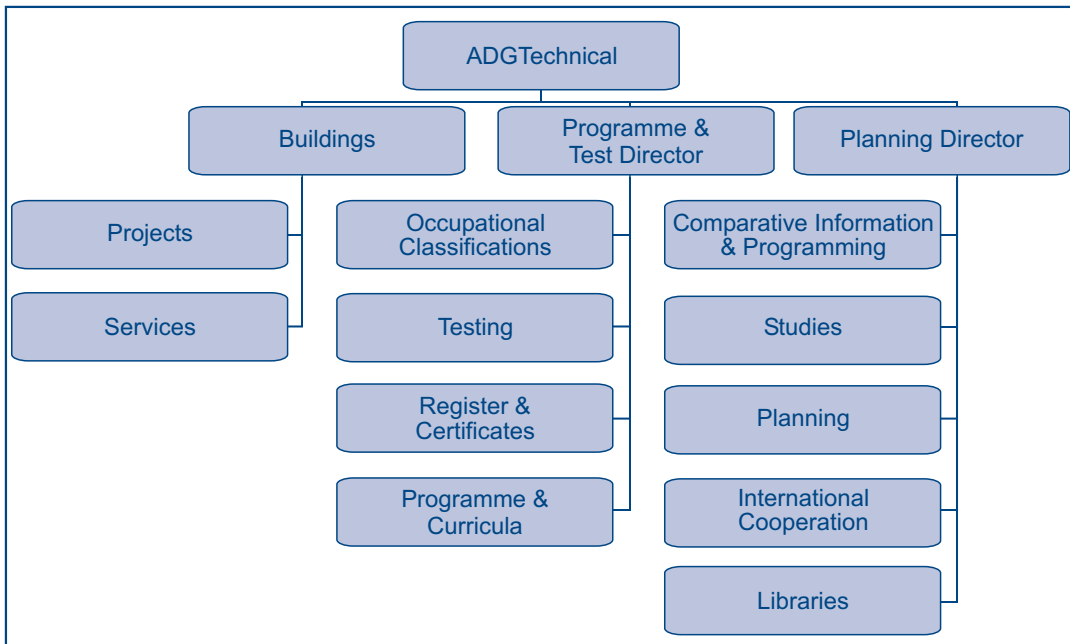 ADGTechnical
Buildings
Programme &
Test Director
Planning Director
Projects
Services
Occupational
Classifications
Testing
Register &
Certificates
Programme &
Curricula
Comparative Information
& Programming
Studies
Planning
International
Cooperation
Libraries